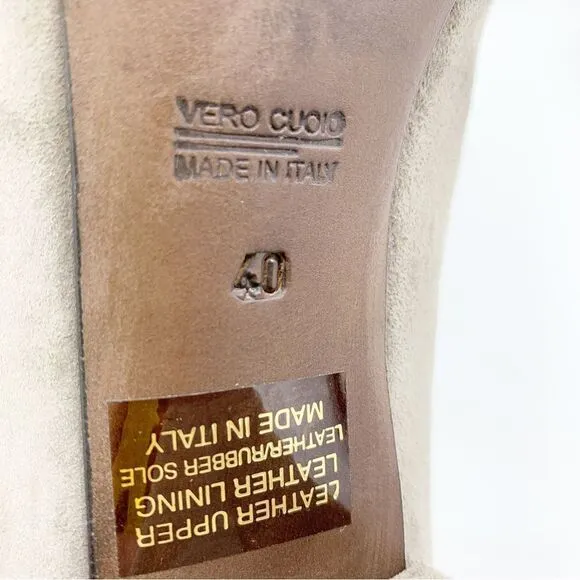 VERO CUOIO
MADE IN ITALY
40
LEATHER UPPER
LEATHER LINING
LEATHER/RUBBER SOLE
MADE IN ITALY